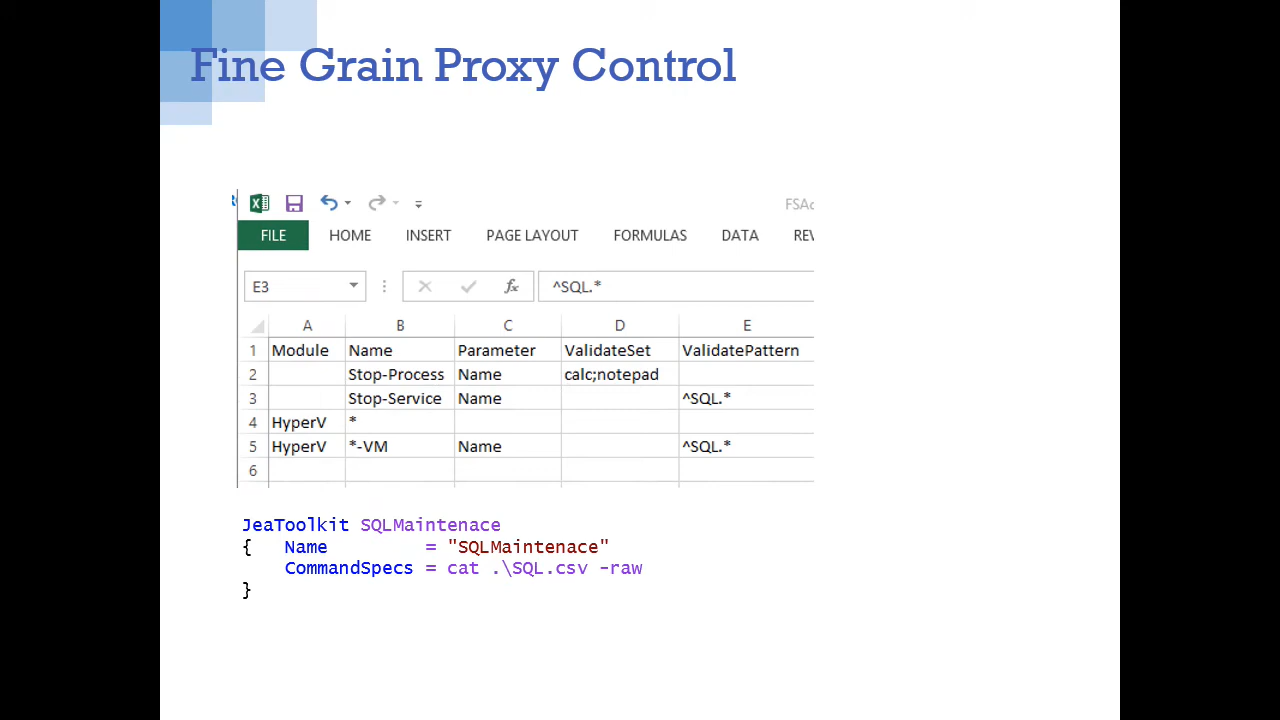 Fine Grain Proxy Control
FILE HOME INSERT PAGE LAYOUT FORMULAS DATA
E3 fx ^SQL.*
A B C D E
1 Module Name Parameter ValidateSet ValidatePattern
2 Stop-Process Name calc;notepad
3 Stop-Service Name ^SQL.*
4 HyperV *
5 HyperV *-VM Name ^SQL.*
6
JeaToolkit SQLMaintenace
{ Name = "SQLMaintenace"
CommandSpecs = cat .\SQL.csv -raw
}